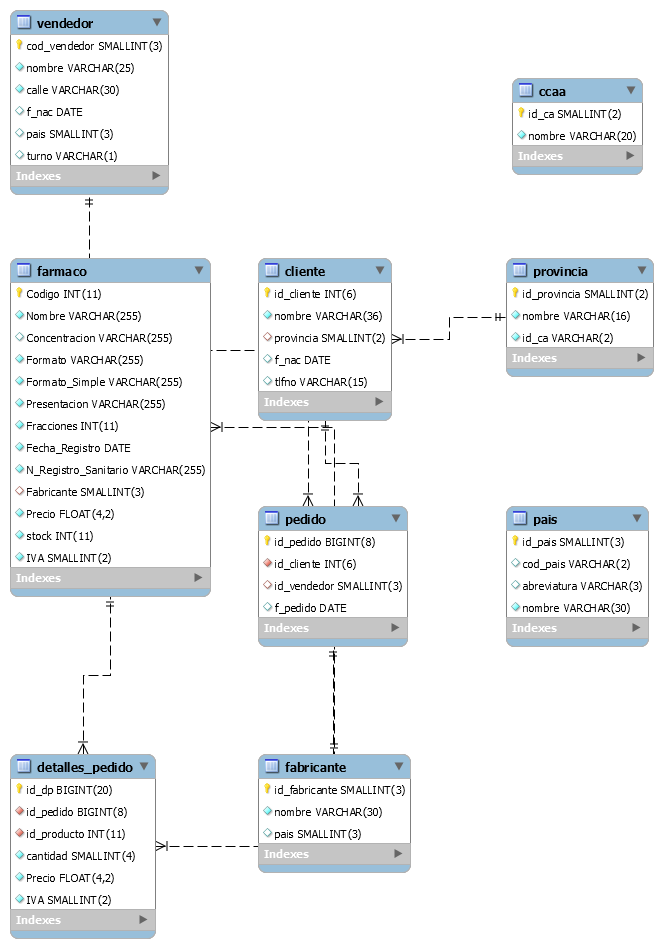 vendedor
cod_vendedor SMALLINT(3)
nombre VARCHAR(25)
calle VARCHAR(30)
f_nac DATE
pais SMALLINT(3)
turno VARCHAR(1)
Indexes
ccaa
id_ca SMALLINT(2)
nombre VARCHAR(20)
Indexes
farmaco
Codigo INT(11)
Nombre VARCHAR(255)
Concentracion VARCHAR(255)
Formato VARCHAR(255)
Formato_Simple VARCHAR(255)
Presentacion VARCHAR(255)
Fracciones INT(11)
Fecha_Registro DATE
N_Registro_Sanitario VARCHAR(255)
Fabricante SMALLINT(3)
Precio FLOAT(4,2)
stock INT(11)
IVA SMALLINT(2)
Indexes
cliente
id_cliente INT(6)
nombre VARCHAR(36)
provincia SMALLINT(2)
f_nac DATE
tlfno VARCHAR(15)
Indexes
provincia
id_provincia SMALLINT(2)
nombre VARCHAR(16)
id_ca VARCHAR(2)
Indexes
pedido
id_pedido BIGINT(8)
id_cliente INT(6)
id_vendedor SMALLINT(3)
f_pedido DATE
Indexes
pais
id_pais SMALLINT(3)
cod_pais VARCHAR(2)
abreviatura VARCHAR(3)
nombre VARCHAR(30)
Indexes
detalles_pedido
id_dp BIGINT(20)
id_pedido BIGINT(8)
id_producto INT(11)
cantidad SMALLINT(4)
Precio FLOAT(4,2)
IVA SMALLINT(2)
Indexes
fabricante
id_fabricante SMALLINT(3)
nombre VARCHAR(30)
pais SMALLINT(3)
Indexes